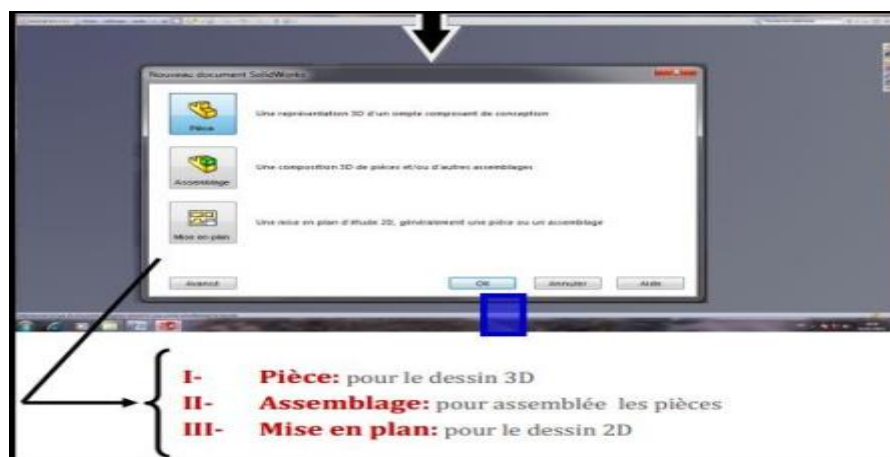 Nouveau document SolidWorks
Pièce
Une représentation 3D d'un simple composant de conception
Assemblage
Une composition 3D de pièces et/ou d'autres assemblages
Mise en plan
Une mise en plan d'étude 2D, généralement une pièce ou un assemblage
Avancé
OK
Annuler
Aide
I- Pièce: pour le dessin 3D
II- Assemblage: pour assemblée les pièces
III- Mise en plan: pour le dessin 2D